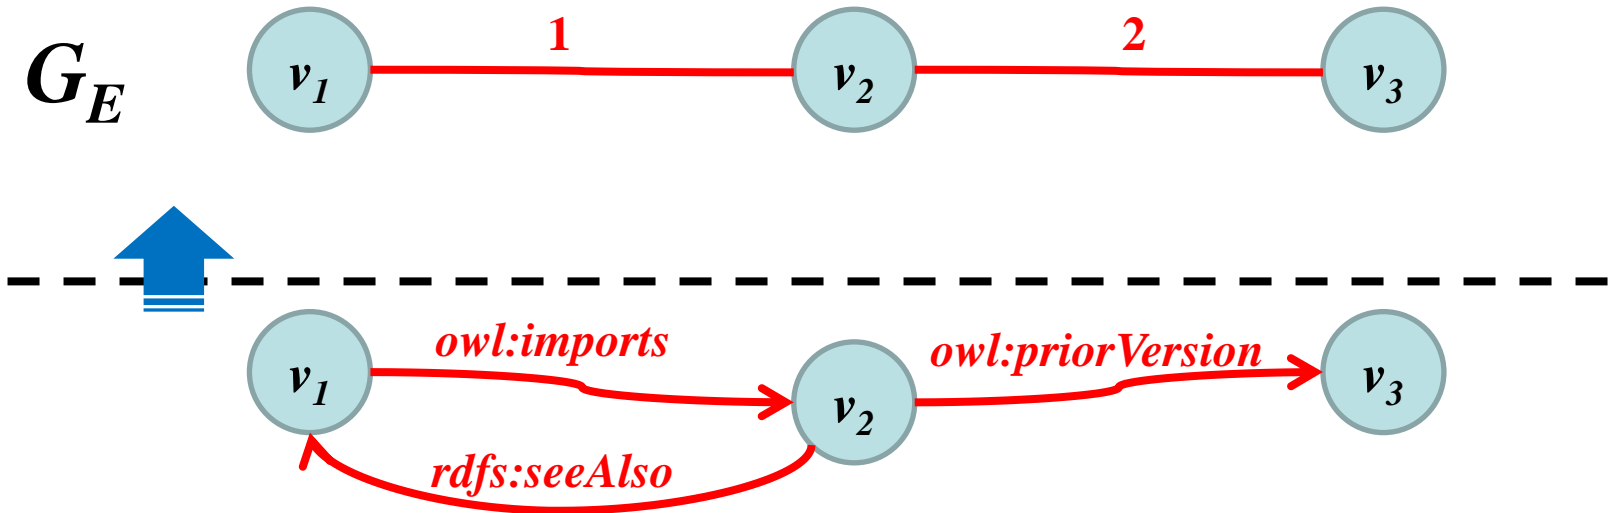 1 2
G_E v_1 v_2 v_3
owl:imports owl:priorVersion
v_1 v_2 v_3
rdfs:seeAlso